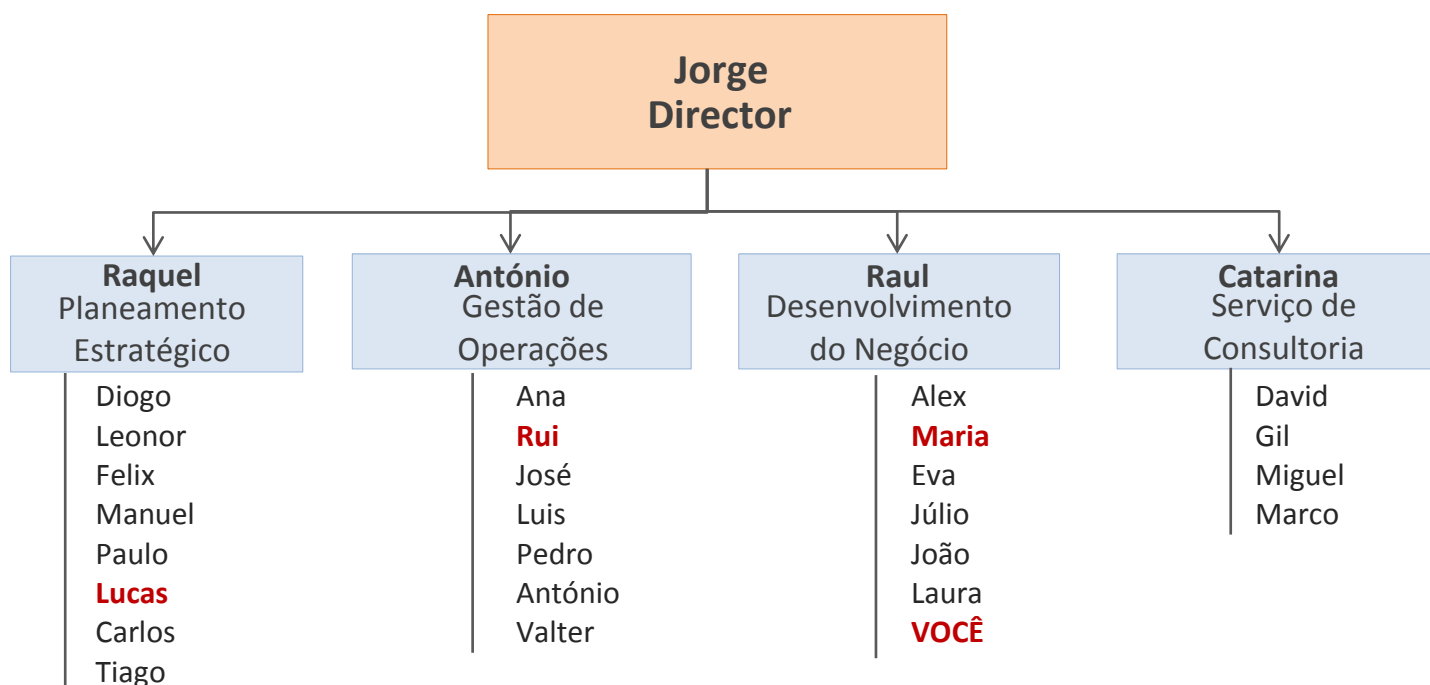 Jorge
Director
Raquel
Planeamento
Estratégico
Diogo
Leonor
Felix
Manuel
Paulo
Lucas
Carlos
Tiago
António
Gestão de
Operações
Ana
Rui
José
Luis
Pedro
António
Valter
Raul
Desenvolvimento
do Negócio
Alex
Maria
Eva
Júlio
João
Laura
VOCÊ
Catarina
Serviço de
Consultoria
David
Gil
Miguel
Marco